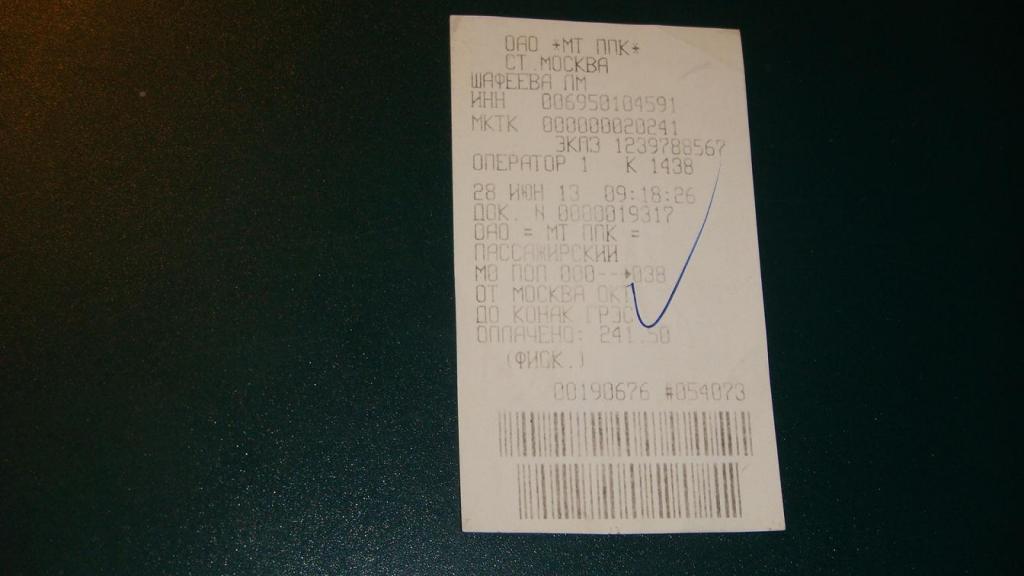 ОАО *МТ ППК*
СТ.МОСКВА
ШАФЕЕВА ЛМ
ИНН 006950104591
МКТК 000000020241
ЭКЛЗ 1239788567
ОПЕРАТОР 1 К 1438
28 ИЮН 13 09:18:26
ДОК. N 0000019317
ОАО = МТ ППК =
ПАССАЖИРСКИЙ
МО ПОП 000--→038
ОТ МОСКВА ОКТ
ДО КОНАК ГРЭС
ОПЛАЧЕНО: 241.50
(ФИСК.)
00190676 #054073